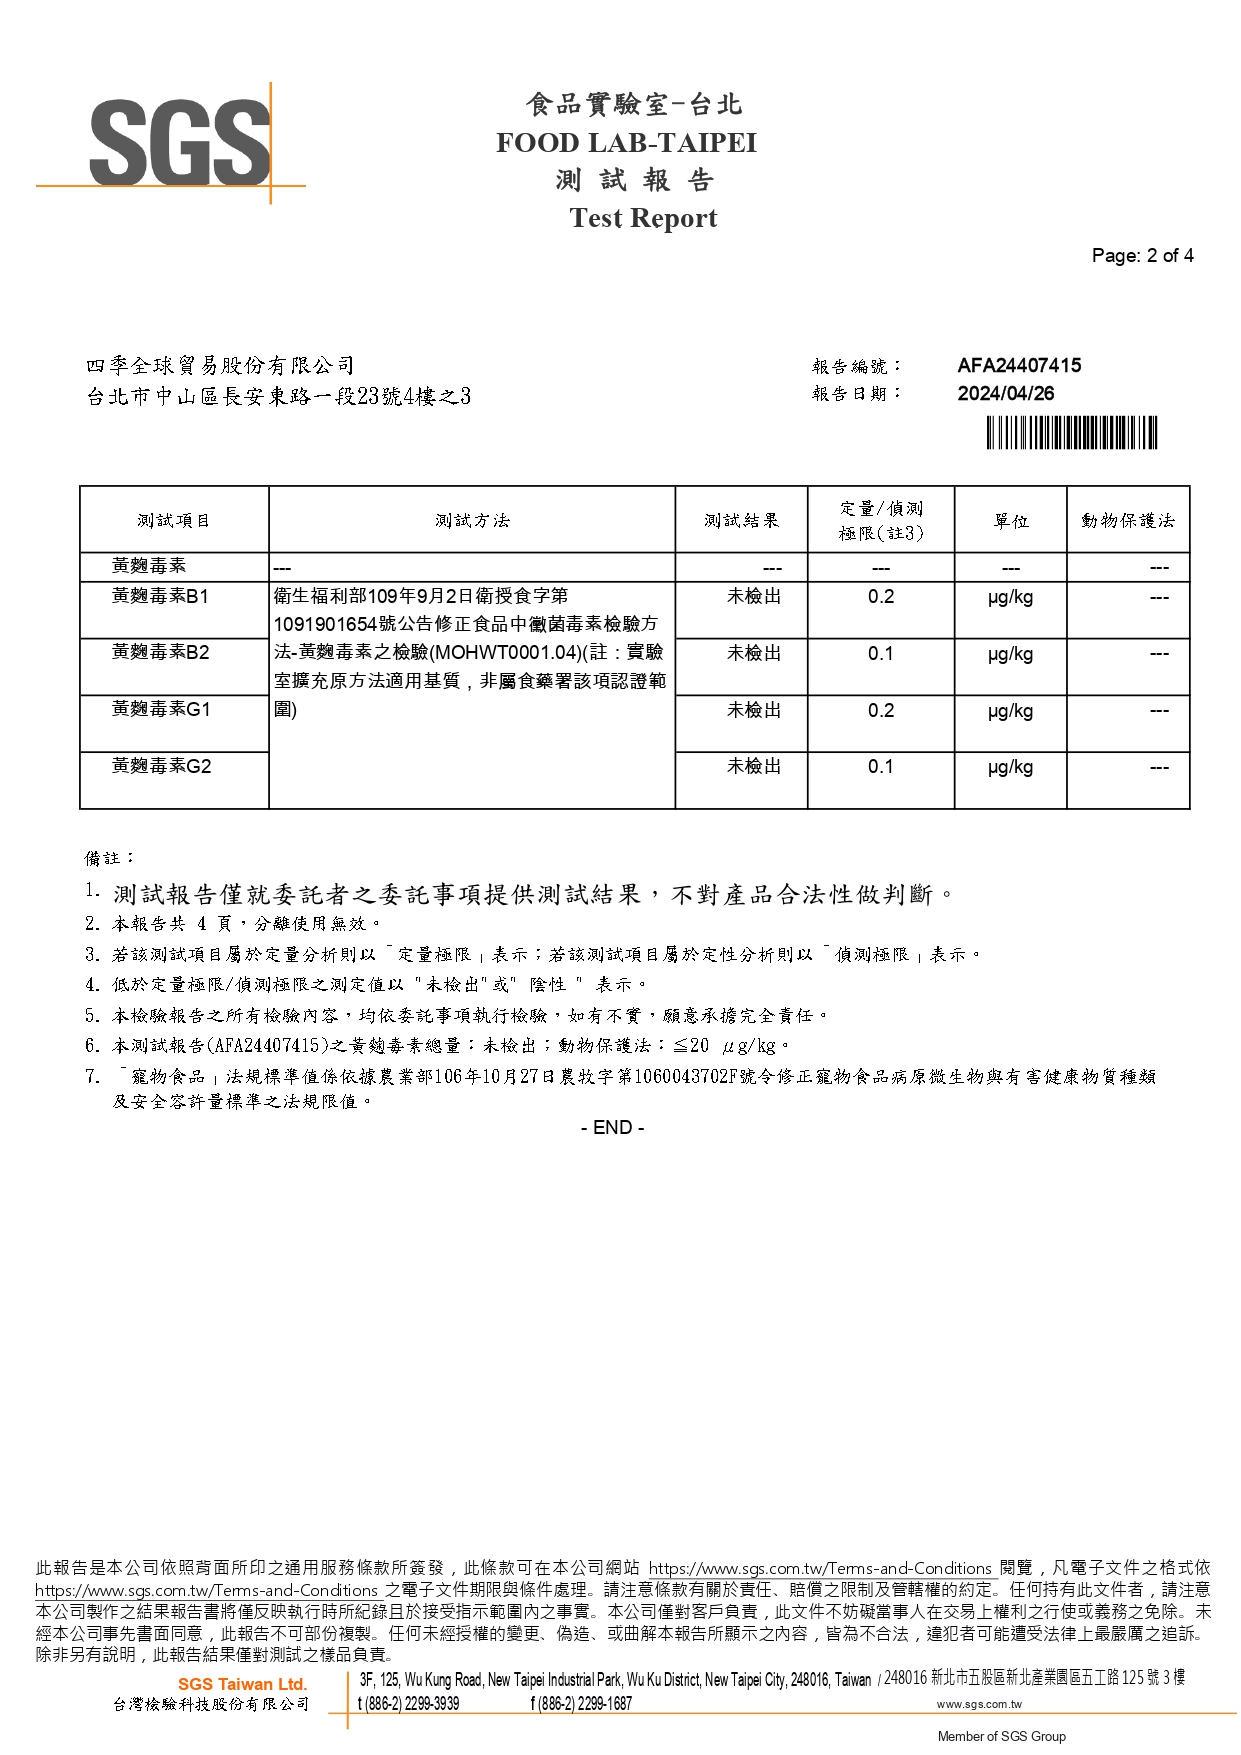 SGS
食品實驗室-台北
FOOD LAB-TAIPEI
測 試 報 告
Test Report
Page: 2 of 4
四季全球貿易股份有限公司
台北市中山區長安東路一段23號4樓之3
報告編號： AFA24407415
報告日期： 2024/04/26
測試項目 測試方法 測試結果 定量/偵測 單位 動物保護法
極限(註3)
黃麴毒素 --- --- --- --- ---
黃麴毒素B1 衛生福利部109年9月2日衛授食字第 未檢出 0.2 μg/kg ---
1091901654號公告修正食品中黴菌毒素檢驗方
黃麴毒素B2 法-黃麴毒素之檢驗(MOHWT0001.04)(註：實驗 未檢出 0.1 μg/kg ---
室擴充原方法適用基質，非屬食藥署該項認證範
黃麴毒素G1 圍) 未檢出 0.2 μg/kg ---
黃麴毒素G2 未檢出 0.1 μg/kg ---
備註：
1. 測試報告僅就委託者之委託事項提供測試結果，不對產品合法性做判斷。
2. 本報告共 4 頁，分離使用無效。
3. 若該測試項目屬於定量分析則以「定量極限」表示；若該測試項目屬於定性分析則以「偵測極限」表示。
4. 低於定量極限/偵測極限之測定值以 "未檢出"或" 陰性 " 表示。
5. 本檢驗報告之所有檢驗內容，均依委託事項執行檢驗，如有不實，願意承擔完全責任。
6. 本測試報告(AFA24407415)之黃麴毒素總量：未檢出；動物保護法：≦20 μg/kg。
7. 「寵物食品」法規標準值係依據農業部106年10月27日農牧字第1060043702F號令修正寵物食品病原微生物與有害健康物質種類
及安全容許量標準之法規限值。
- END -
此報告是本公司依照背面所印之通用服務條款所簽發，此條款可在本公司網站 https://www.sgs.com.tw/Terms-and-Conditions 閱覽，凡電子文件之格式依
https://www.sgs.com.tw/Terms-and-Conditions 之電子文件期限與條件處理。請注意條款有關於責任、賠償之限制及管轄權的約定。任何持有此文件者，請注意
本公司製作之結果報告書將僅反映執行時所紀錄且於接受指示範圍內之事實。本公司僅對客戶負責，此文件不妨礙當事人在交易上權利之行使或義務之免除。未
經本公司事先書面同意，此報告不可部份複製。任何未經授權的變更、偽造、或曲解本報告所顯示之內容，皆為不合法，違犯者可能遭受法律上最嚴厲之追訴。
除非另有說明，此報告結果僅對測試之樣品負責。
SGS Taiwan Ltd. 3F, 125, Wu Kung Road, New Taipei Industrial Park, Wu Ku District, New Taipei City, 248016, Taiwan / 248016 新北市五股區新北產業園區五工路 125 號 3 樓
台灣檢驗科技股份有限公司 t (886-2) 2299-3939 f (886-2) 2299-1687 www.sgs.com.tw
Member of SGS Group